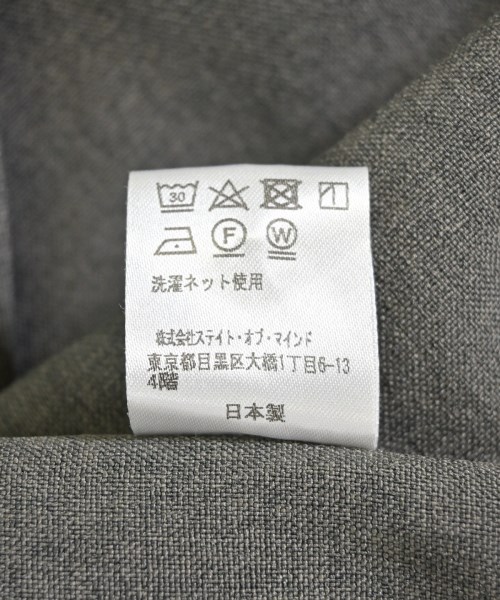 30
F W
洗濯ネット使用
株式会社ステイト・オブ・マインド
東京都目黒区大橋1丁目6-13
4階
日本製